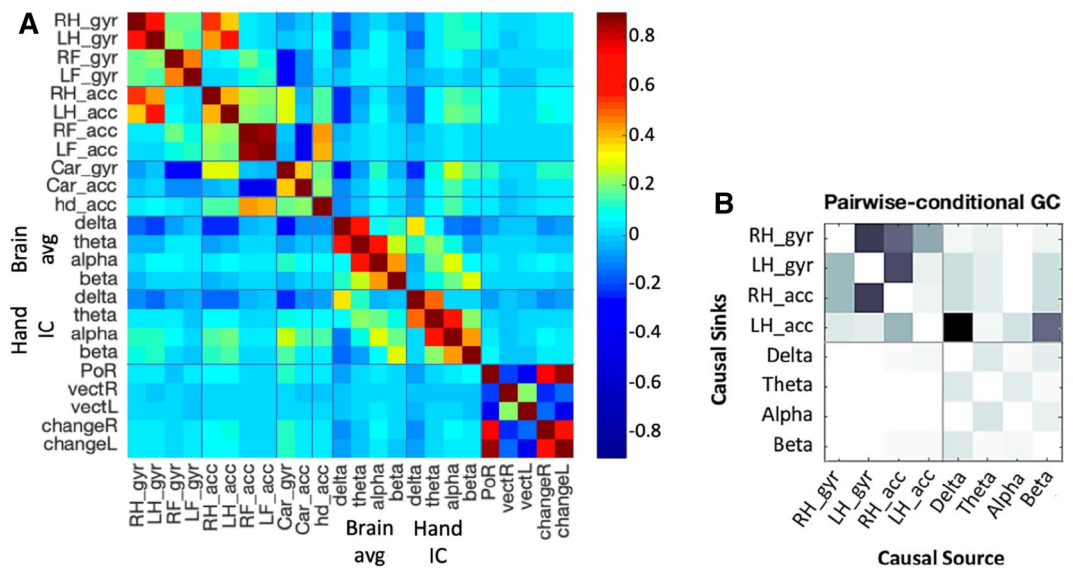 A
RH_gyr
LH_gyr
RF_gyr
LF_gyr
RH_acc
LH_acc
RF_acc
LF_acc
Car_gyr
Car_acc
hd_acc
delta
theta
alpha
beta
delta
theta
alpha
beta
PoR
vectR
vectL
changeR
changeL
Brain
avg
Hand
IC
RH_gyr
LH_gyr
RF_gyr
LF_gyr
RH_acc
LH_acc
RF_acc
LF_acc
Car_gyr
Car_acc
hd_acc
delta
theta
alpha
beta
delta
theta
alpha
beta
PoR
vectR
vectL
changeR
changeL
Brain
avg
Hand
IC
0.8
0.6
0.4
0.2
0
-0.2
-0.4
-0.6
-0.8
B
Pairwise-conditional GC
Causal Sinks
RH_gyr
LH_gyr
RH_acc
LH_acc
Delta
Theta
Alpha
Beta
RH_gyr
LH_gyr
RH_acc
LH_acc
Delta
Theta
Alpha
Beta
Causal Source